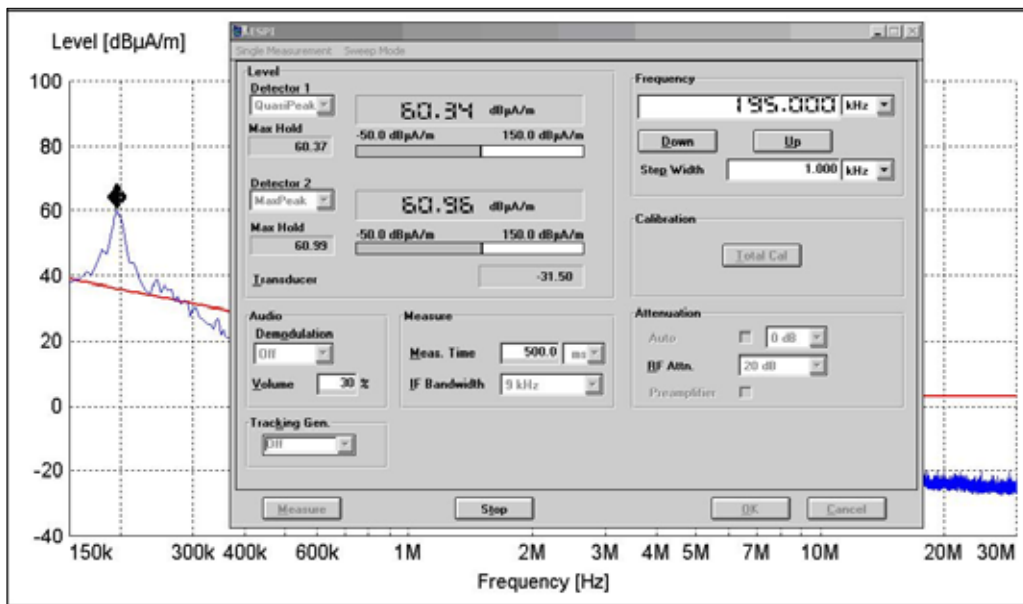 Level [dBµA/m]
100
80
60
40
20
0
-20
-40
150k 300k 400k 600k 1M 2M 3M 4M 5M 7M 10M 20M 30M
Frequency [Hz]
Single Measurement Sweep Mode
Level
Detector 1
QuasiPeak
60.34 dBµA/m
Max Hold
60.37
-50.0 dBµA/m 150.0 dBµA/m
Detector 2
MaxPeak
60.96 dBµA/m
Max Hold
60.99
-50.0 dBµA/m 150.0 dBµA/m
Transducer
-31.50
Frequency
195.000 kHz
Down Up
Step Width 1.000 kHz
Calibration
Total Cal
Audio
Demodulation
Off
Volume 30 %
Measure
Meas. Time 500.0 ms
IF Bandwidth 9 kHz
Attenuation
Auto 0 dB
RF Attn. 20 dB
Preamplifier
Tracking Gen.
Off
Measure Stop OK Cancel